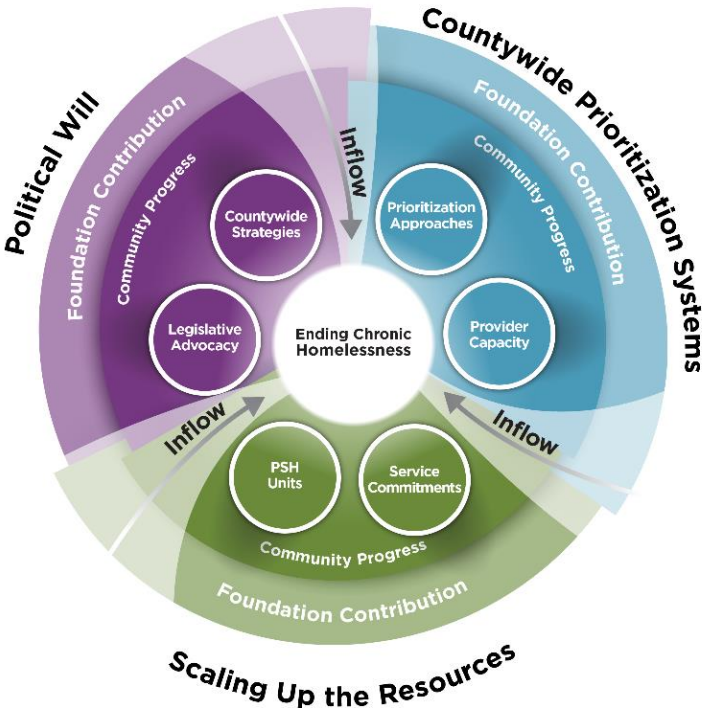 Political Will
Foundation Contribution
Community Progress
Countywide
Strategies
Legislative
Advocacy
Inflow
Countywide Prioritization Systems
Foundation Contribution
Community Progress
Prioritization
Approaches
Provider
Capacity
Inflow
Ending Chronic
Homelessness
Inflow
PSH
Units
Service
Commitments
Community Progress
Foundation Contribution
Scaling Up the Resources